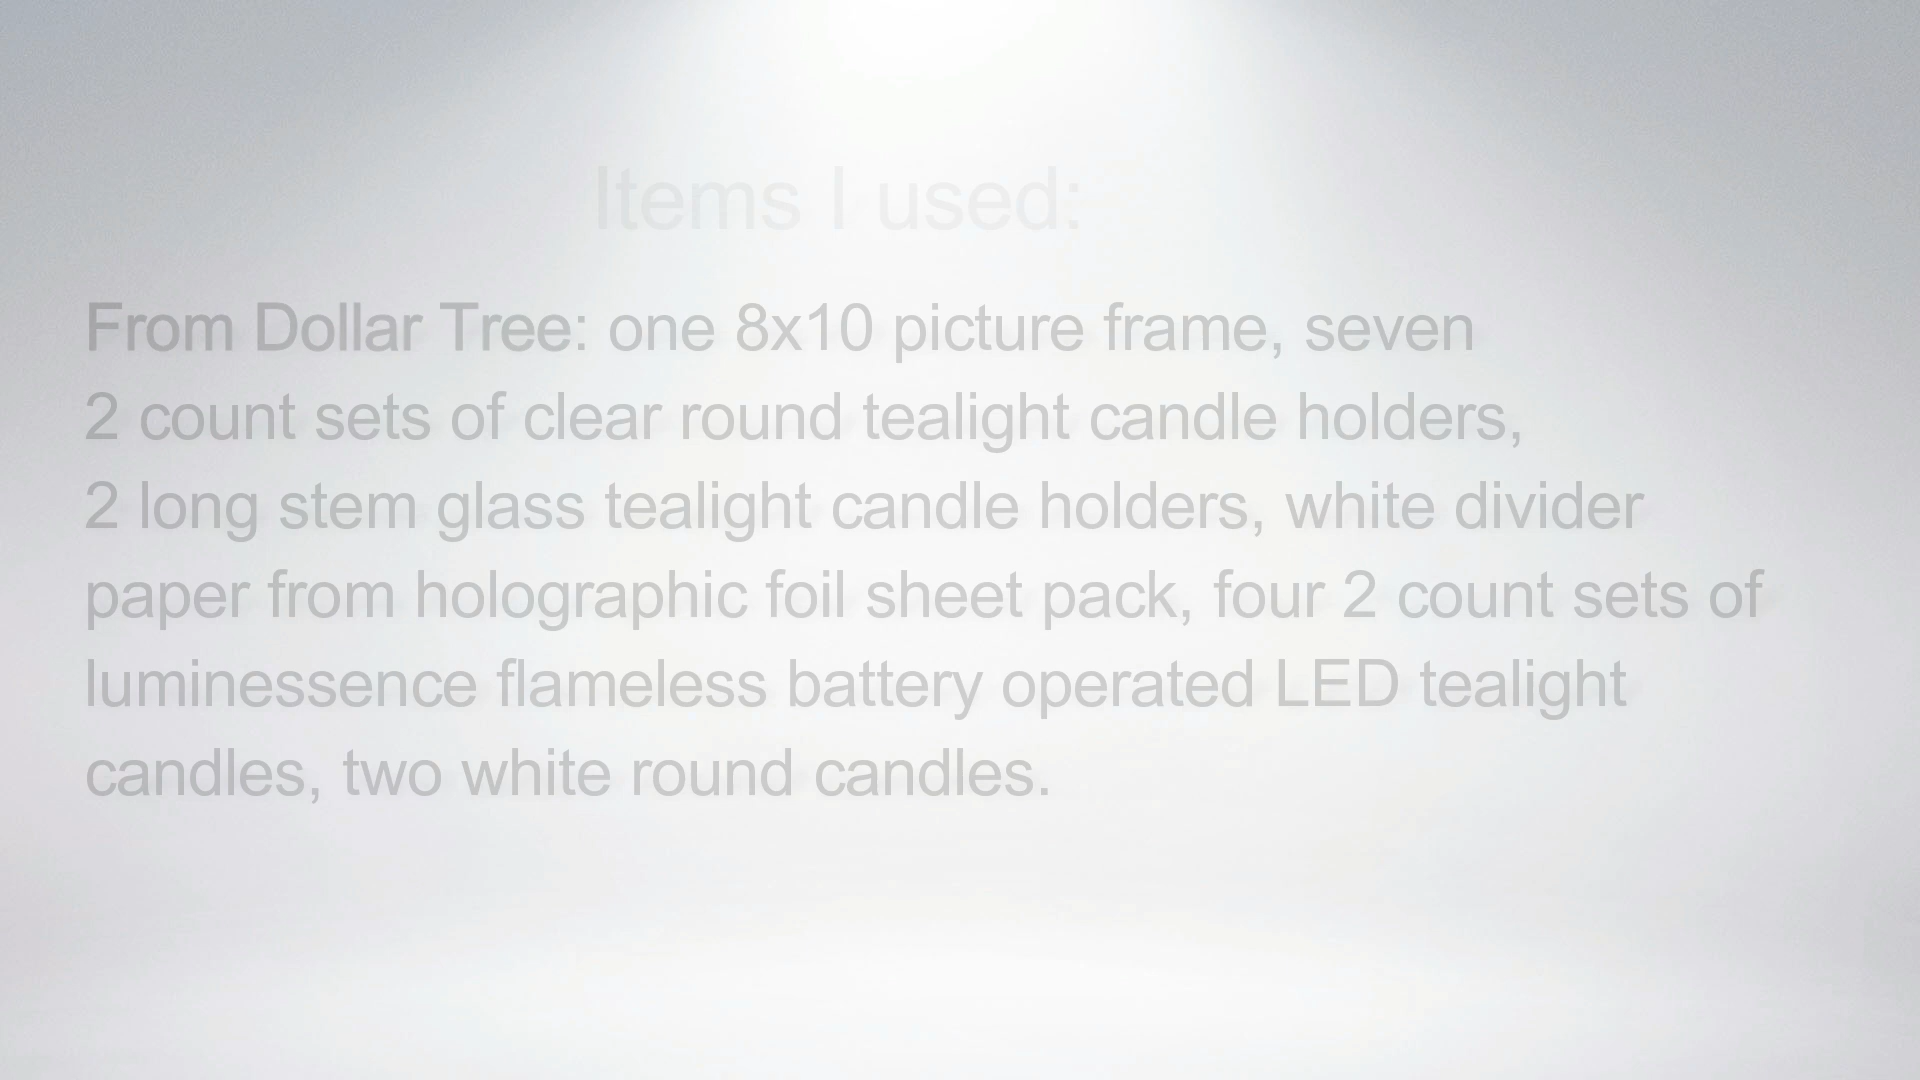 Items I used:
From Dollar Tree: one 8x10 picture frame, seven
2 count sets of clear round tealight candle holders,
2 long stem glass tealight candle holders, white divider
paper from holographic foil sheet pack, four 2 count sets of
luminessence flameless battery operated LED tealight
candles, two white round candles.